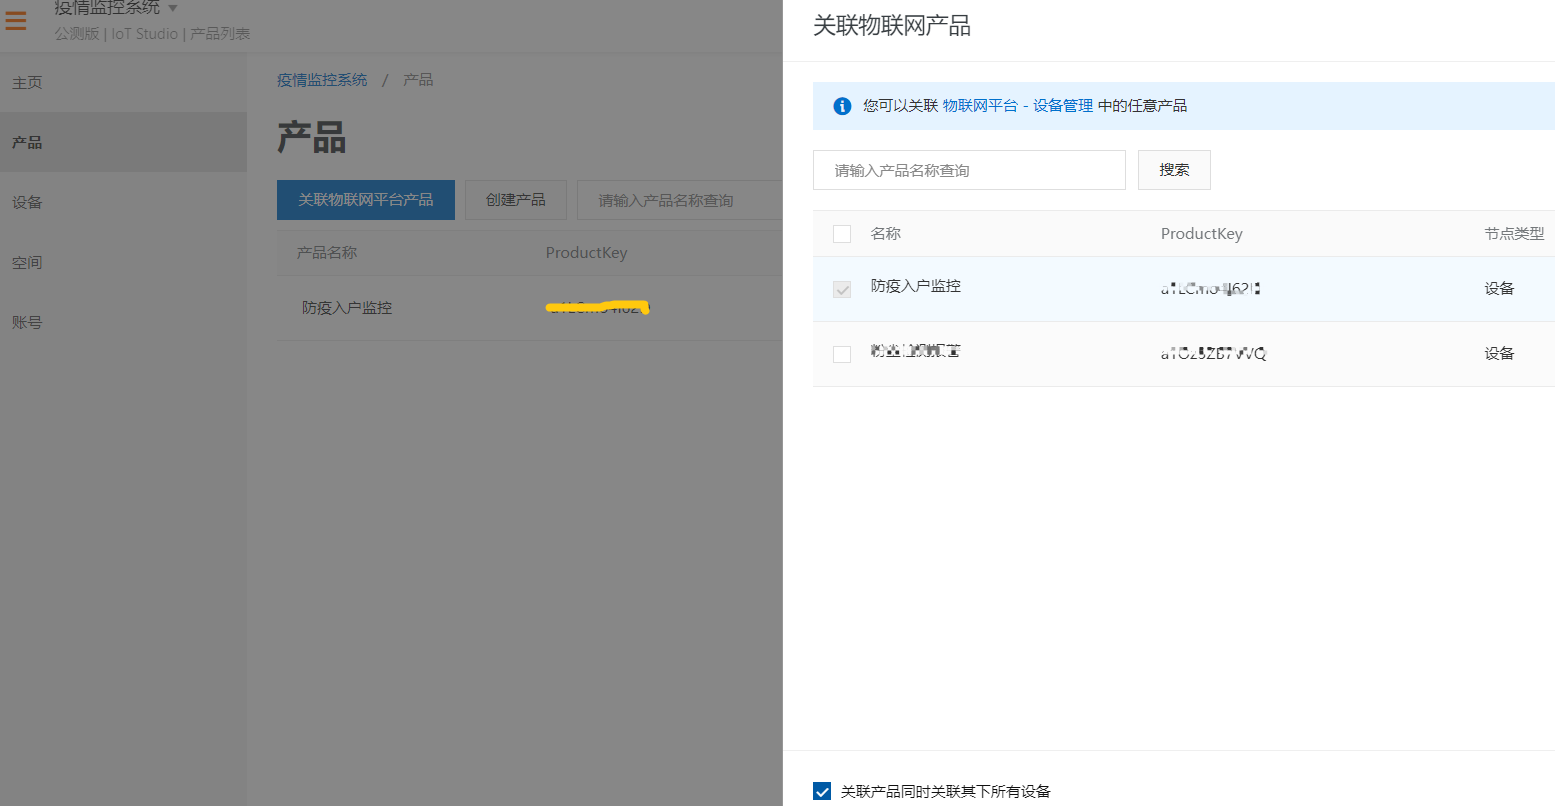 疫情监控系统
公测版 | IoT Studio | 产品列表
主页
产品
设备
空间
账号
疫情监控系统 / 产品
产品
关联物联网平台产品 创建产品 请输入产品名称查询
产品名称 ProductKey
防疫入户监控
关联物联网产品
您可以关联 物联网平台 - 设备管理 中的任意产品
请输入产品名称查询 搜索
名称 ProductKey 节点类型
防疫入户监控 设备
设备
关联产品同时关联其下所有设备